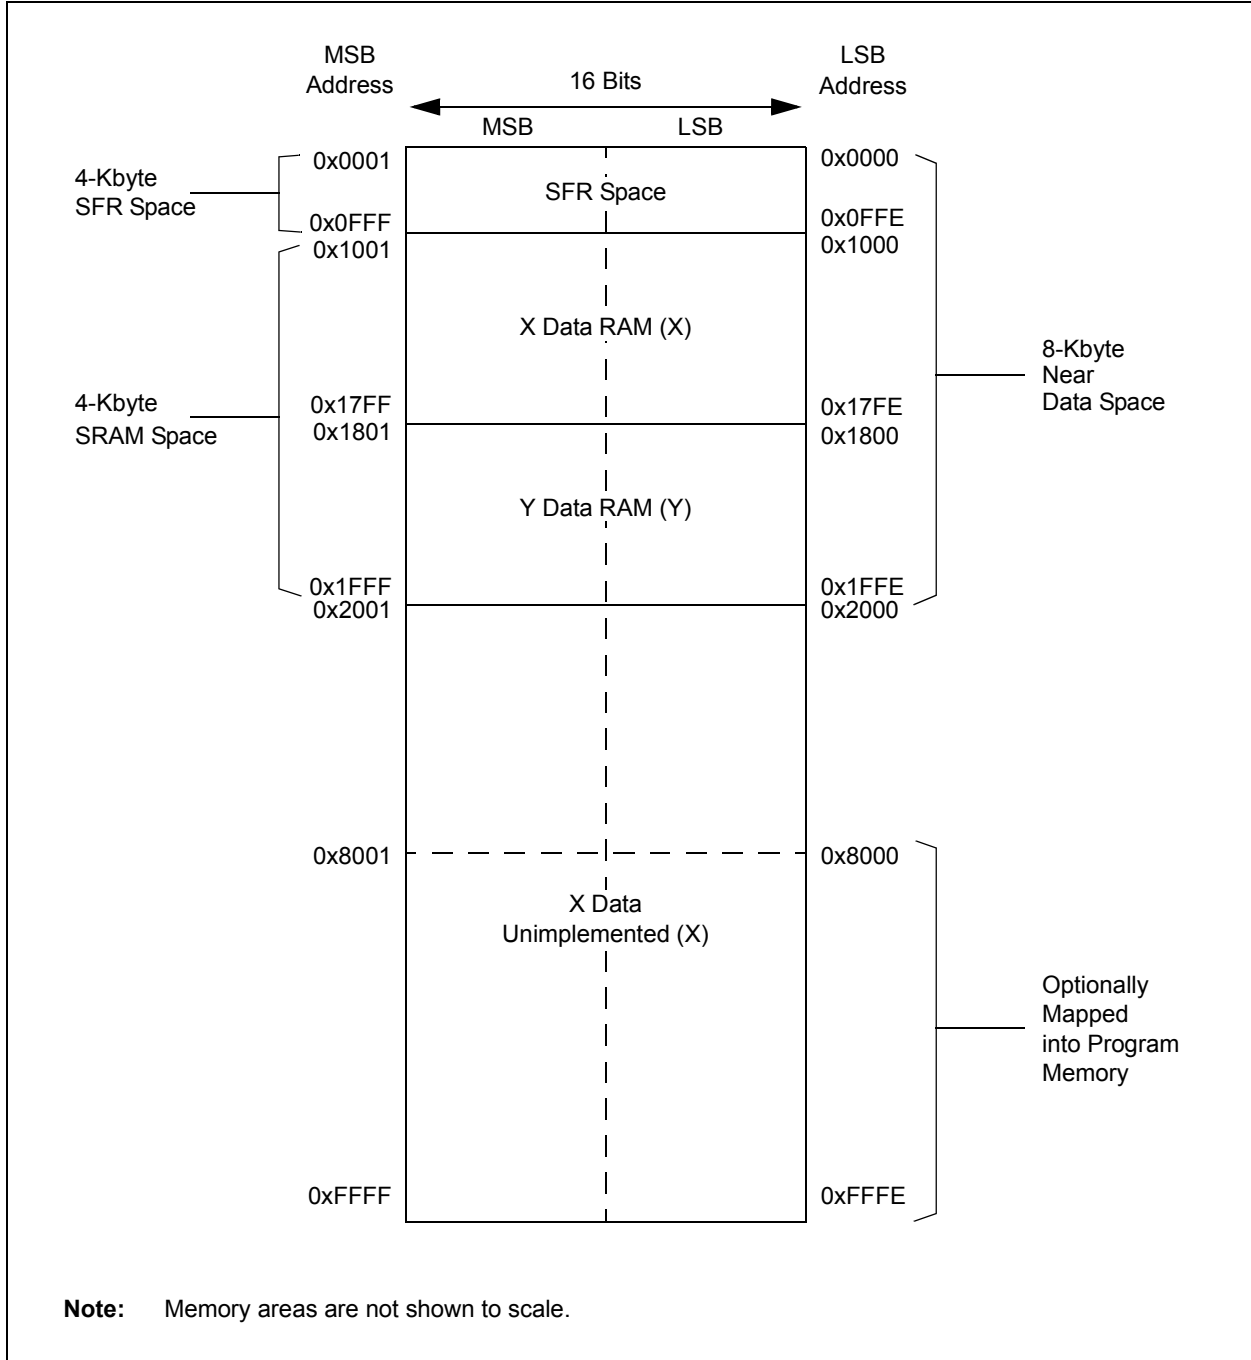 MSB
Address
16 Bits
LSB
Address
MSB
LSB
0x0001
0x0000
4-Kbyte
SFR Space
SFR Space
0x0FFF
0x0FFE
0x1001
0x1000
X Data RAM (X)
8-Kbyte
Near
Data Space
4-Kbyte
SRAM Space
0x17FF
0x17FE
0x1801
0x1800
Y Data RAM (Y)
0x1FFF
0x1FFE
0x2001
0x2000
0x8001
0x8000
X Data
Unimplemented (X)
Optionally
Mapped
into Program
Memory
0xFFFF
0xFFFE
Note: Memory areas are not shown to scale.